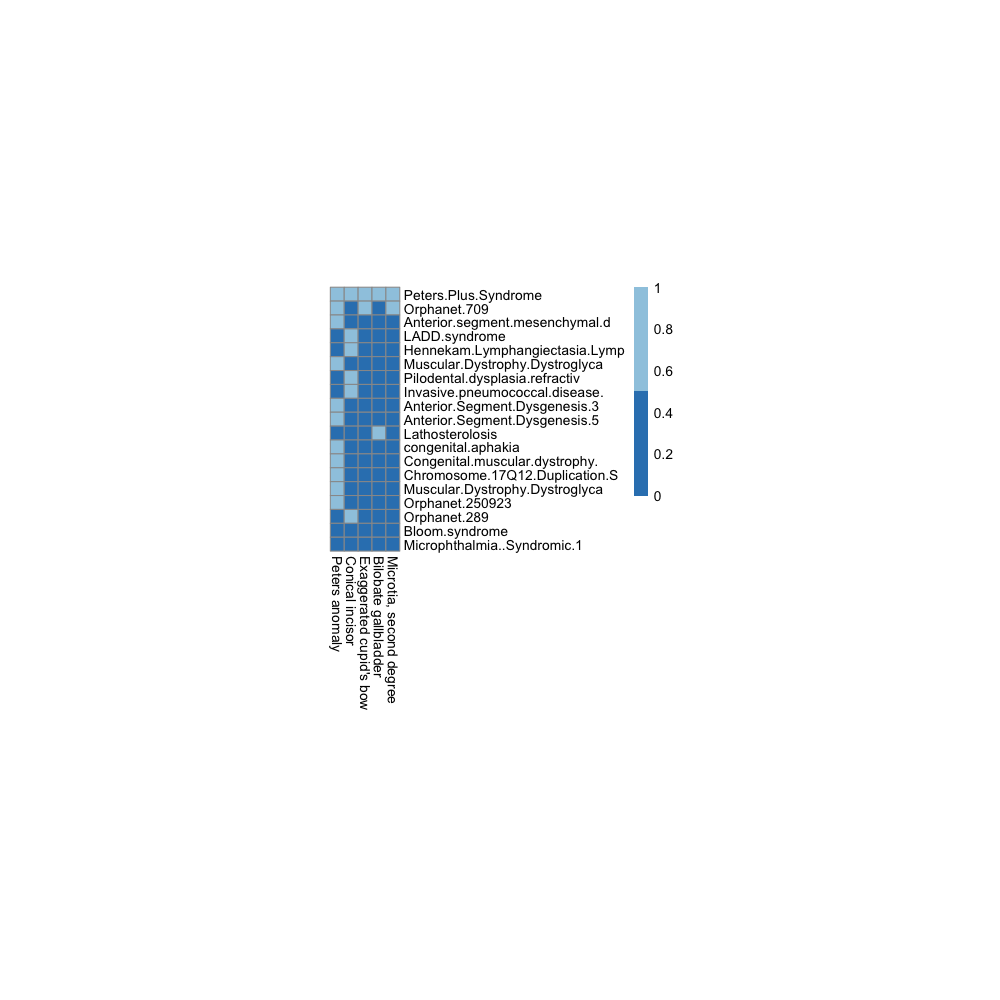 Peters.Plus.Syndrome
Orphanet.709
Anterior.segment.mesenchymal.d
LADD.syndrome
Hennekam.Lymphangiectasia.Lymp
Muscular.Dystrophy.Dystroglyca
Pilodental.dysplasia.refractiv
Invasive.pneumococcal.disease.
Anterior.Segment.Dysgenesis.3
Anterior.Segment.Dysgenesis.5
Lathosterolosis
congenital.aphakia
Congenital.muscular.dystrophy.
Chromosome.17Q12.Duplication.S
Muscular.Dystrophy.Dystroglyca
Orphanet.250923
Orphanet.289
Bloom.syndrome
Microphthalmia..Syndromic.1
Peters anomaly
Conical incisor
Exaggerated cupid's bow
Bilobate gallbladder
Microtia, second degree
1
0.8
0.6
0.4
0.2
0